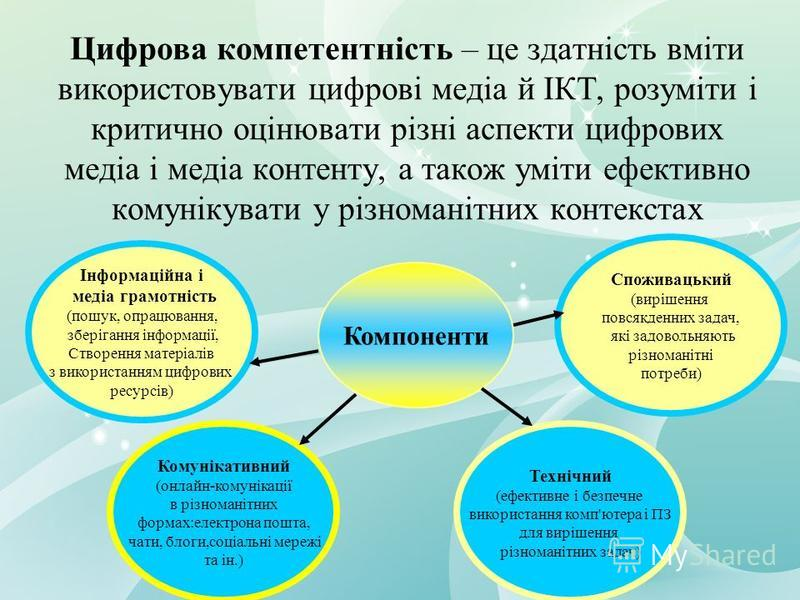 Цифрова компетентність – це здатність вміти
використовувати цифрові медіа й ІКТ, розуміти і
критично оцінювати різні аспекти цифрових
медіа і медіа контенту, а також уміти ефективно
комунікувати у різноманітних контекстах
Інформаційна і
медіа грамотність
(пошук, опрацювання,
зберігання інформації,
Створення матеріалів
з використанням цифрових
ресурсів)
Компоненти
Споживацький
(вирішення
повсякденних задач,
які задовольняють
різноманітні
потреби)
Комунікативний
(онлайн-комунікації
в різноманітних
формах:електрона пошта,
чати, блоги,соціальні мережі
та ін.)
Технічний
(ефективне і безпечне
використання комп'ютера і ПЗ
для вирішення
різноманітних задач)
MyShared